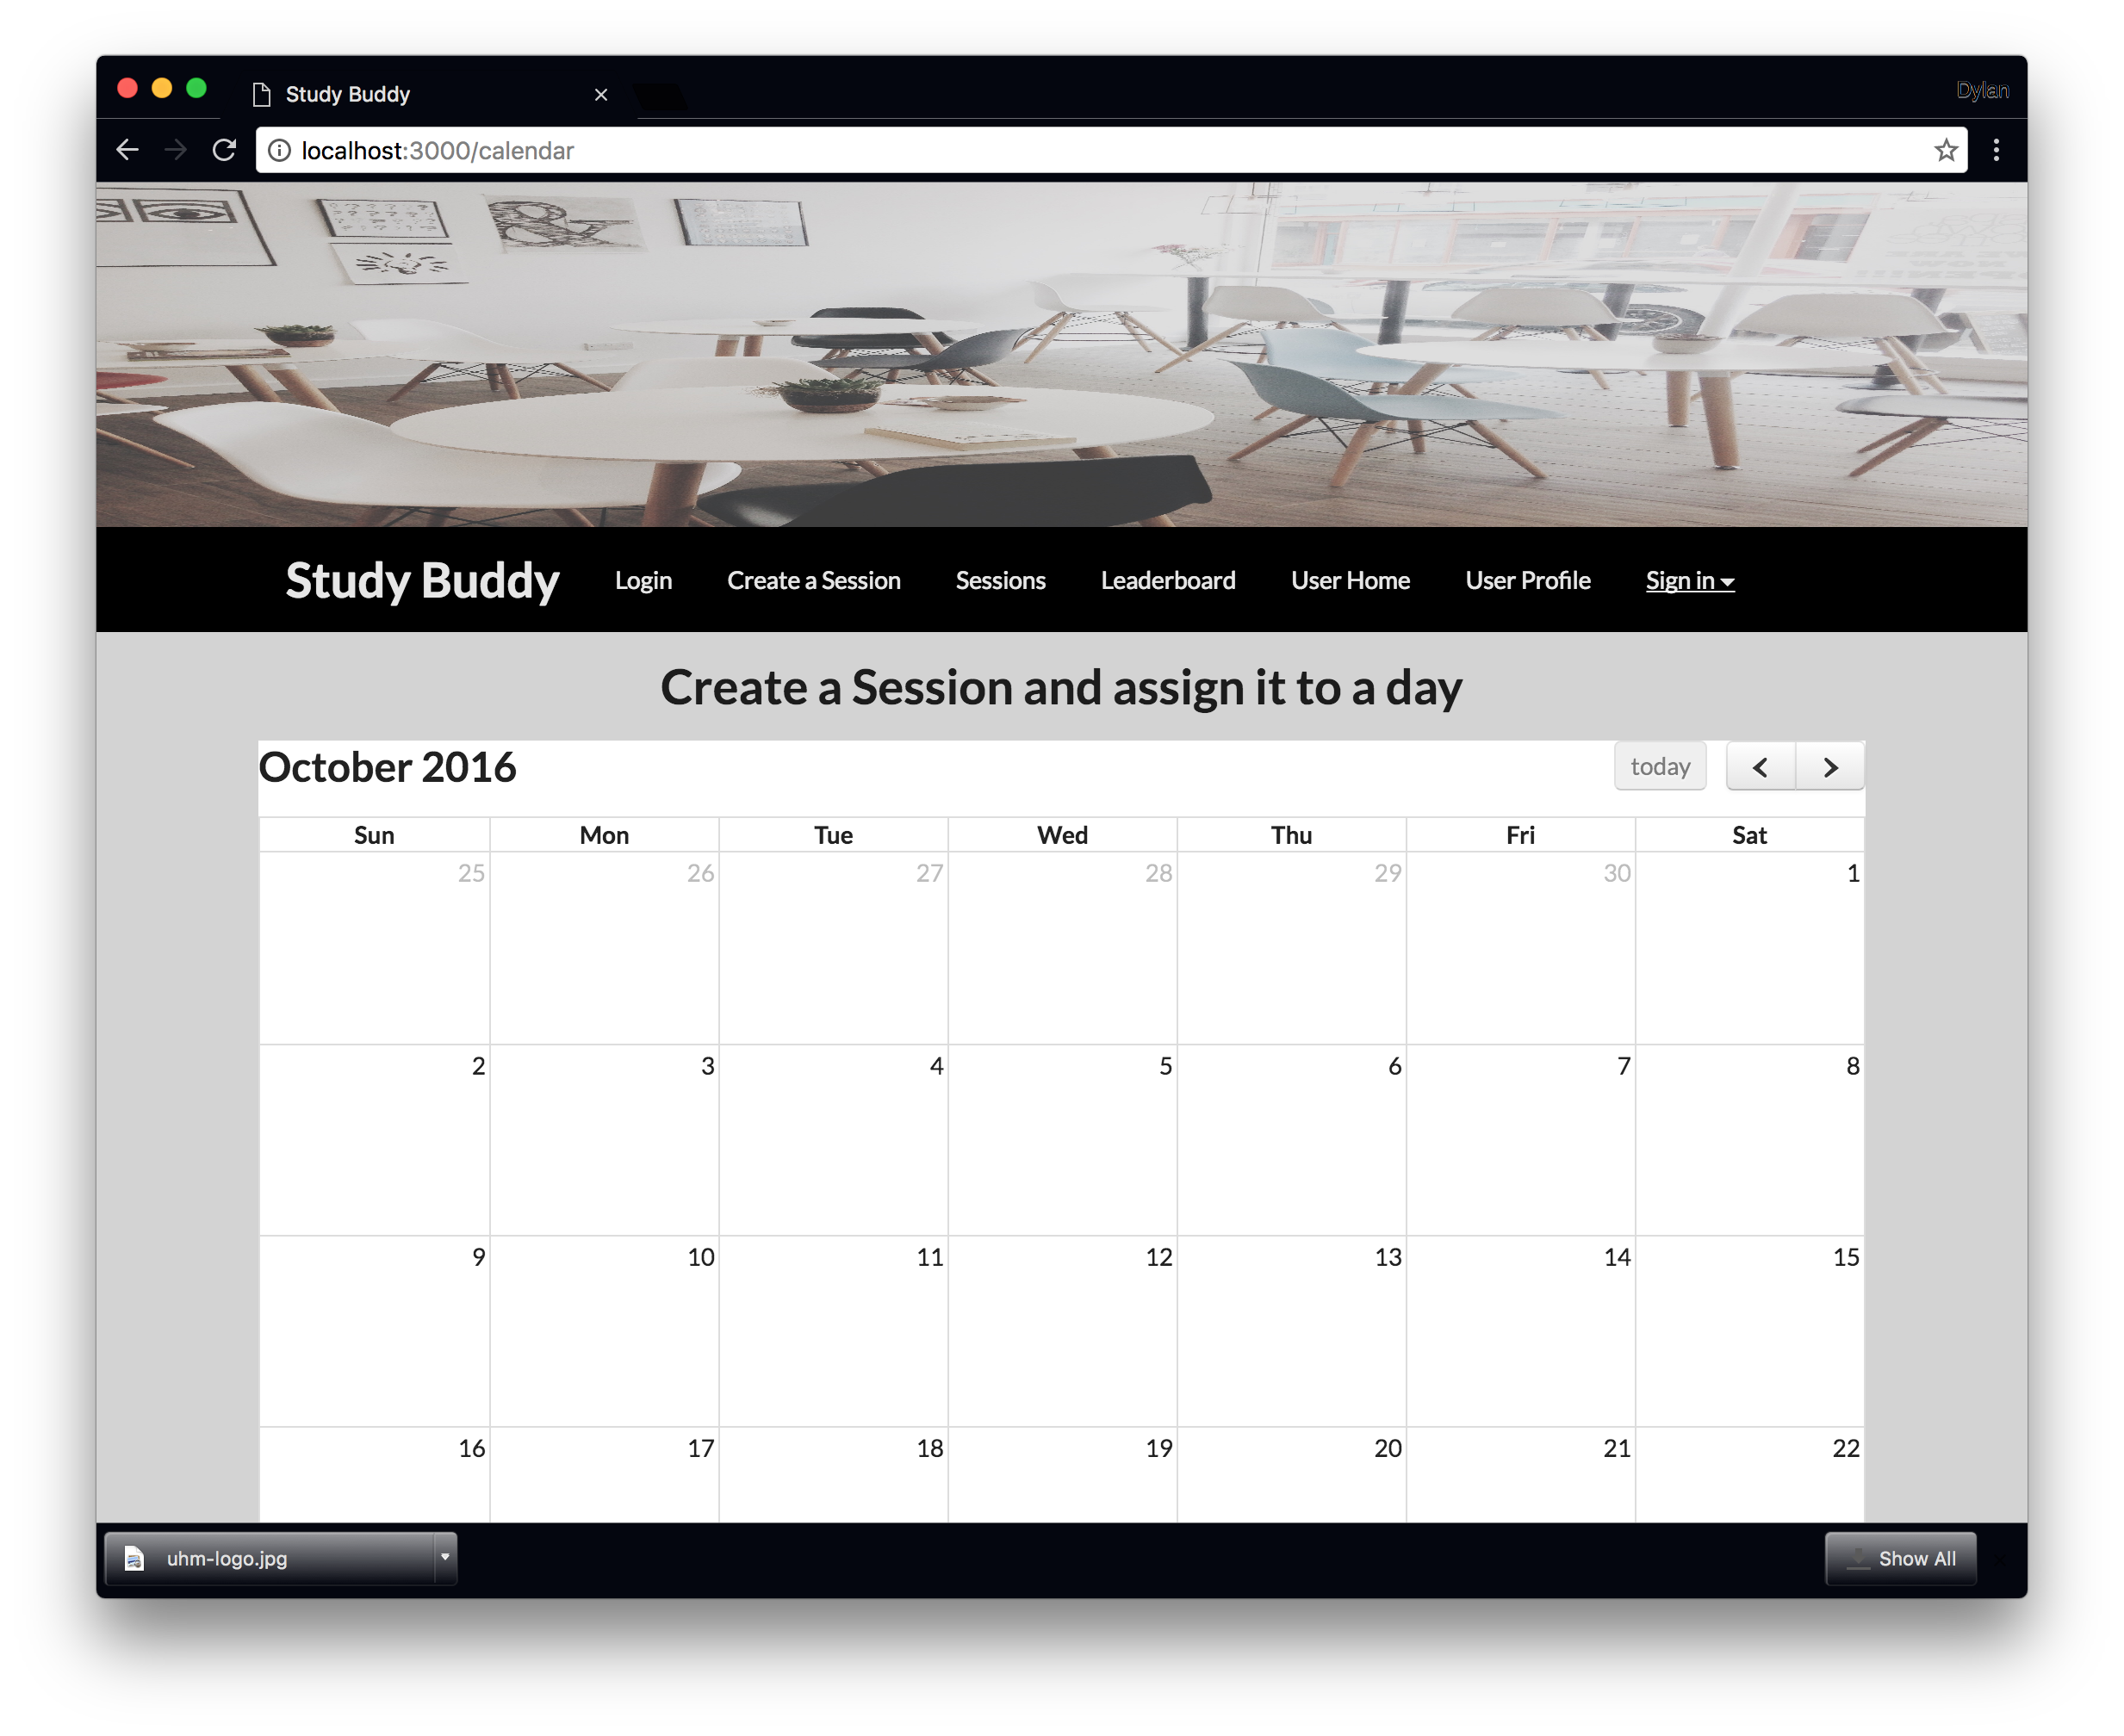 Study Buddy
Dylan
localhost:3000/calendar
Study Buddy Login Create a Session Sessions Leaderboard User Home User Profile Sign in
Create a Session and assign it to a day
October 2016 today
Sun Mon Tue Wed Thu Fri Sat
25 26 27 28 29 30 1
2 3 4 5 6 7 8
9 10 11 12 13 14 15
16 17 18 19 20 21 22
uhm-logo.jpg Show All